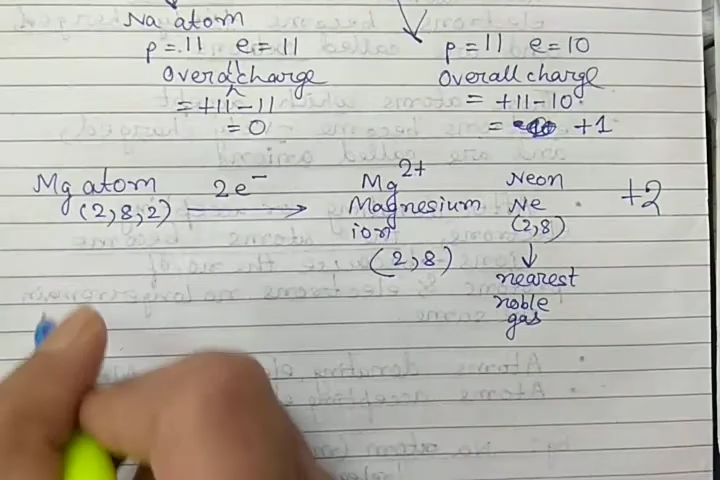 Na atom
p = 11 e = 11
Overall charge
= +11 - 11
= 0
p = 11 e = 10
Overall charge
= +11 - 10
= +1
Mg atom
(2,8,2)
2e⁻
Mg²⁺
Magnesium
ion
(2,8)
Neon
Ne
(2,8)
nearest
noble
gas
+2